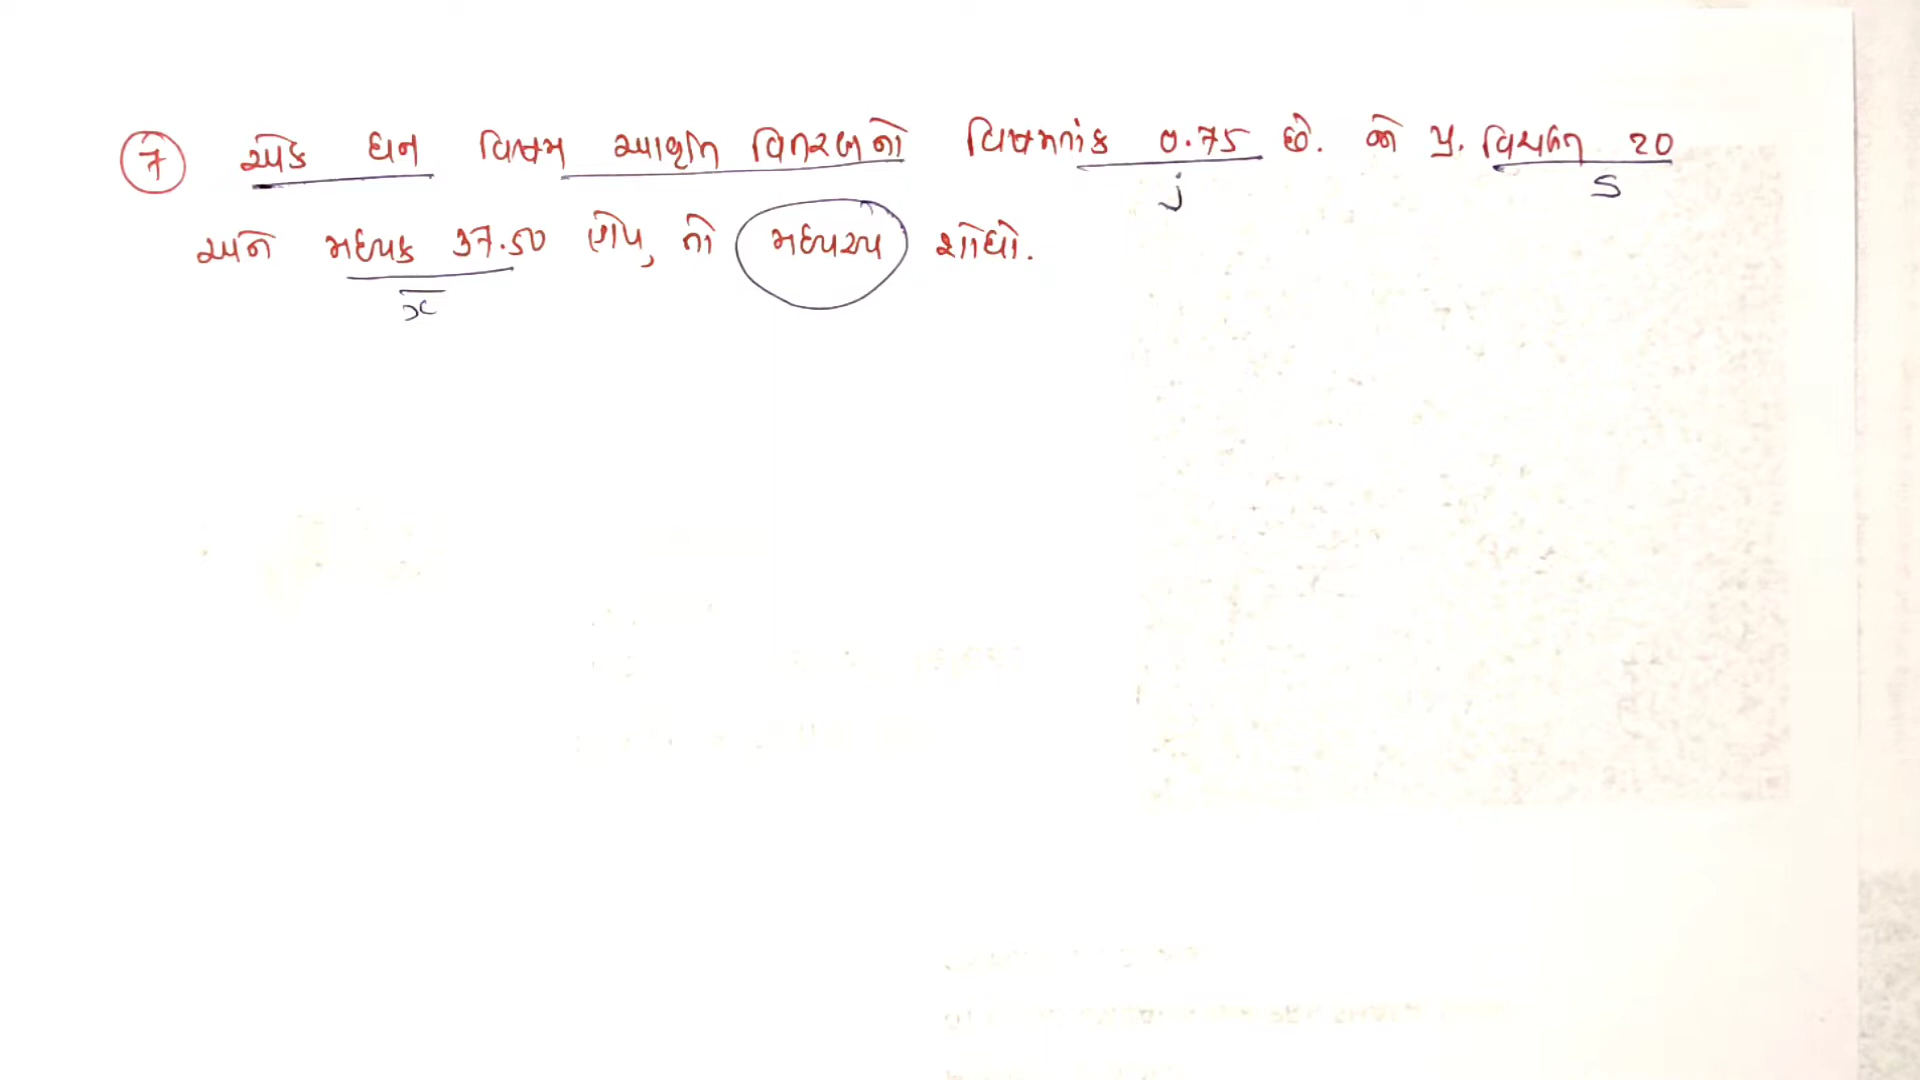 7 એક ધન વિષમ આવૃત્તિ વિતરણનો વિષમતાંક 0.75 છે. જો પ્ર. વિચલન 20
j S
અને મધ્યક 37.50 હોય, તો મધ્યસ્થ શોધો.
x̄